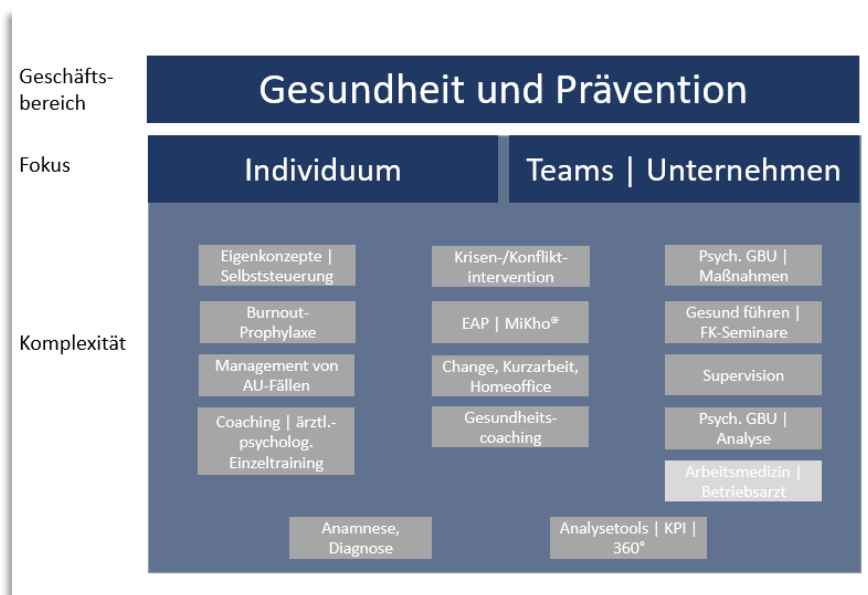 Geschäfts-
bereich
Gesundheit und Prävention
Fokus
Individuum
Teams | Unternehmen
Komplexität
Eigenkonzepte |
Selbststeuerung
Krisen-/Konflikt-
intervention
Psych. GBU |
Maßnahmen
Burnout-
Prophylaxe
EAP | MiKho®
Gesund führen |
FK-Seminare
Management von
AU-Fällen
Change, Kurzarbeit,
Homeoffice
Supervision
Coaching | ärztl.-
psycholog.
Einzeltraining
Gesundheits-
coaching
Psych. GBU |
Analyse
Arbeitsmedizin |
Betriebsarzt
Anamnese,
Diagnose
Analysetools | KPI |
360°